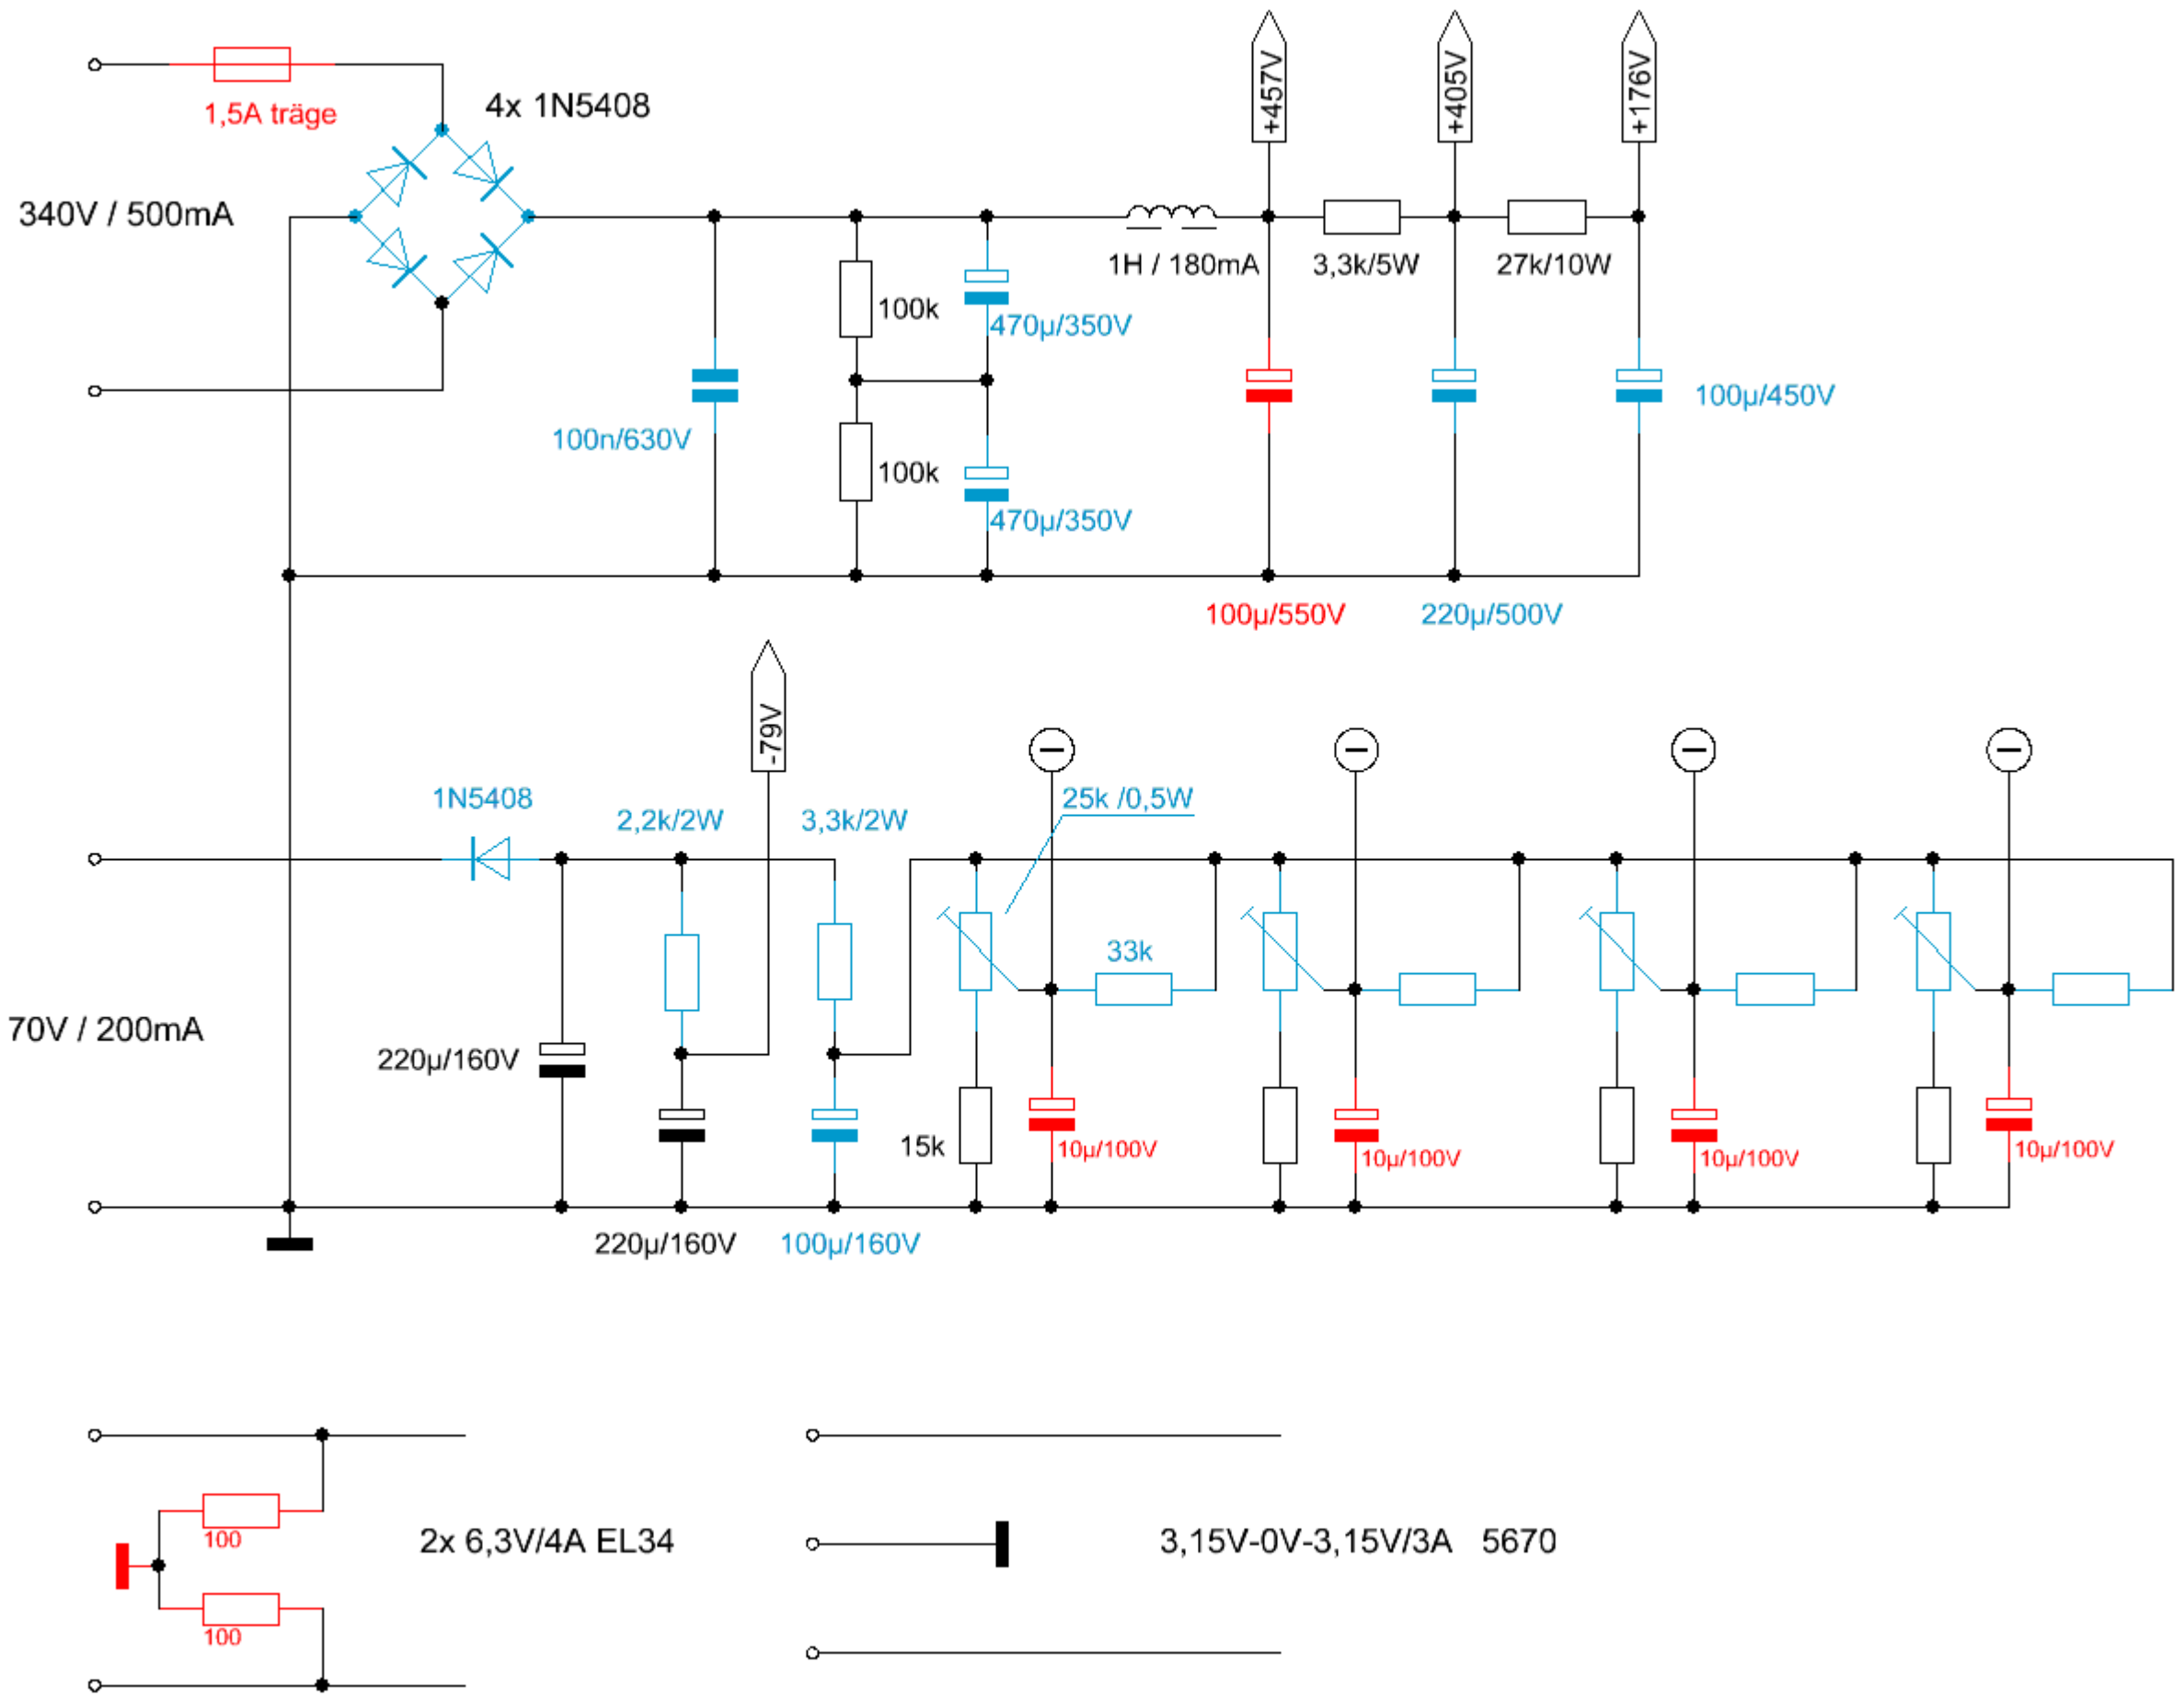 1,5A träge
4x 1N5408
340V / 500mA
+457V
+405V
+176V
1H / 180mA
3,3k/5W
27k/10W
100k
470µ/350V
100n/630V
100k
470µ/350V
100µ/450V
100µ/550V
220µ/500V
-79V
1N5408
2,2k/2W
3,3k/2W
25k /0,5W
33k
70V / 200mA
220µ/160V
15k
10µ/100V
10µ/100V
10µ/100V
10µ/100V
220µ/160V
100µ/160V
100
2x 6,3V/4A EL34
3,15V-0V-3,15V/3A 5670
100